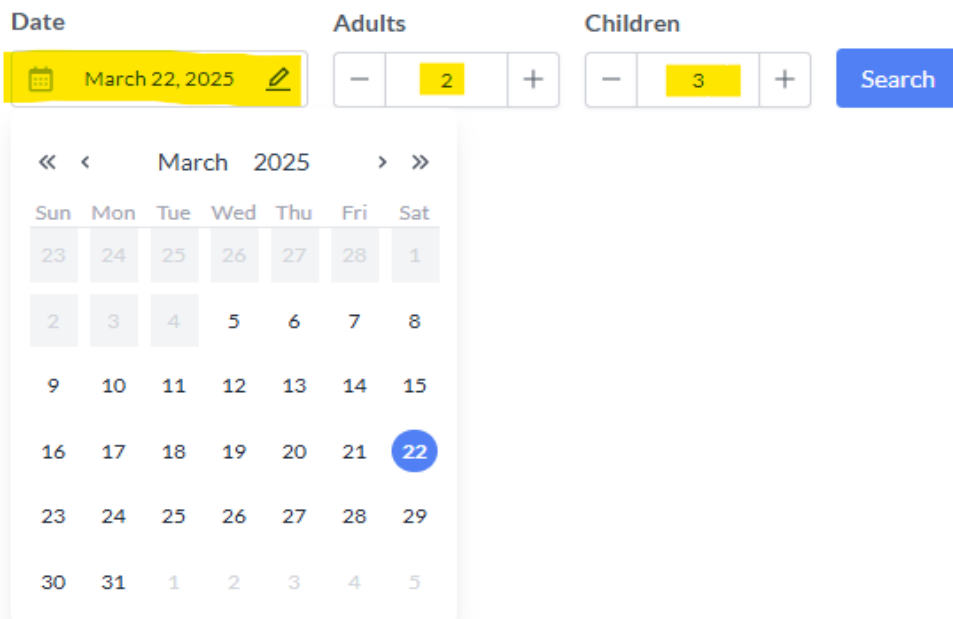 Date Adults Children
March 22, 2025 2 3 Search
March 2025
Sun Mon Tue Wed Thu Fri Sat
23 24 25 26 27 28 1
2 3 4 5 6 7 8
9 10 11 12 13 14 15
16 17 18 19 20 21 22
23 24 25 26 27 28 29
30 31 1 2 3 4 5